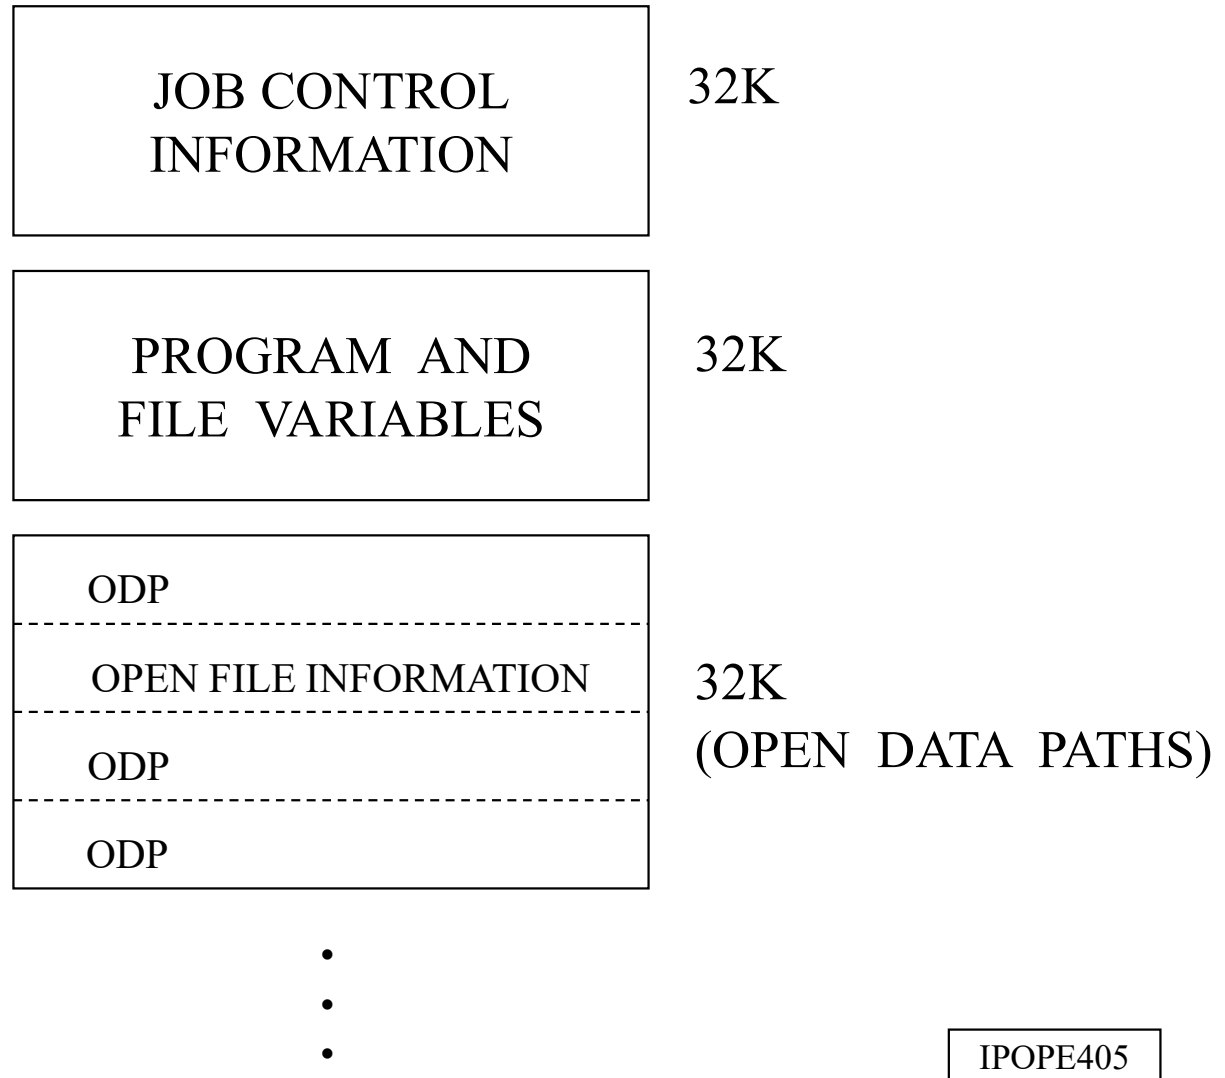 JOB CONTROL
INFORMATION
32K
PROGRAM AND
FILE VARIABLES
32K
ODP
OPEN FILE INFORMATION
ODP
ODP
32K
(OPEN DATA PATHS)
IPOPE405